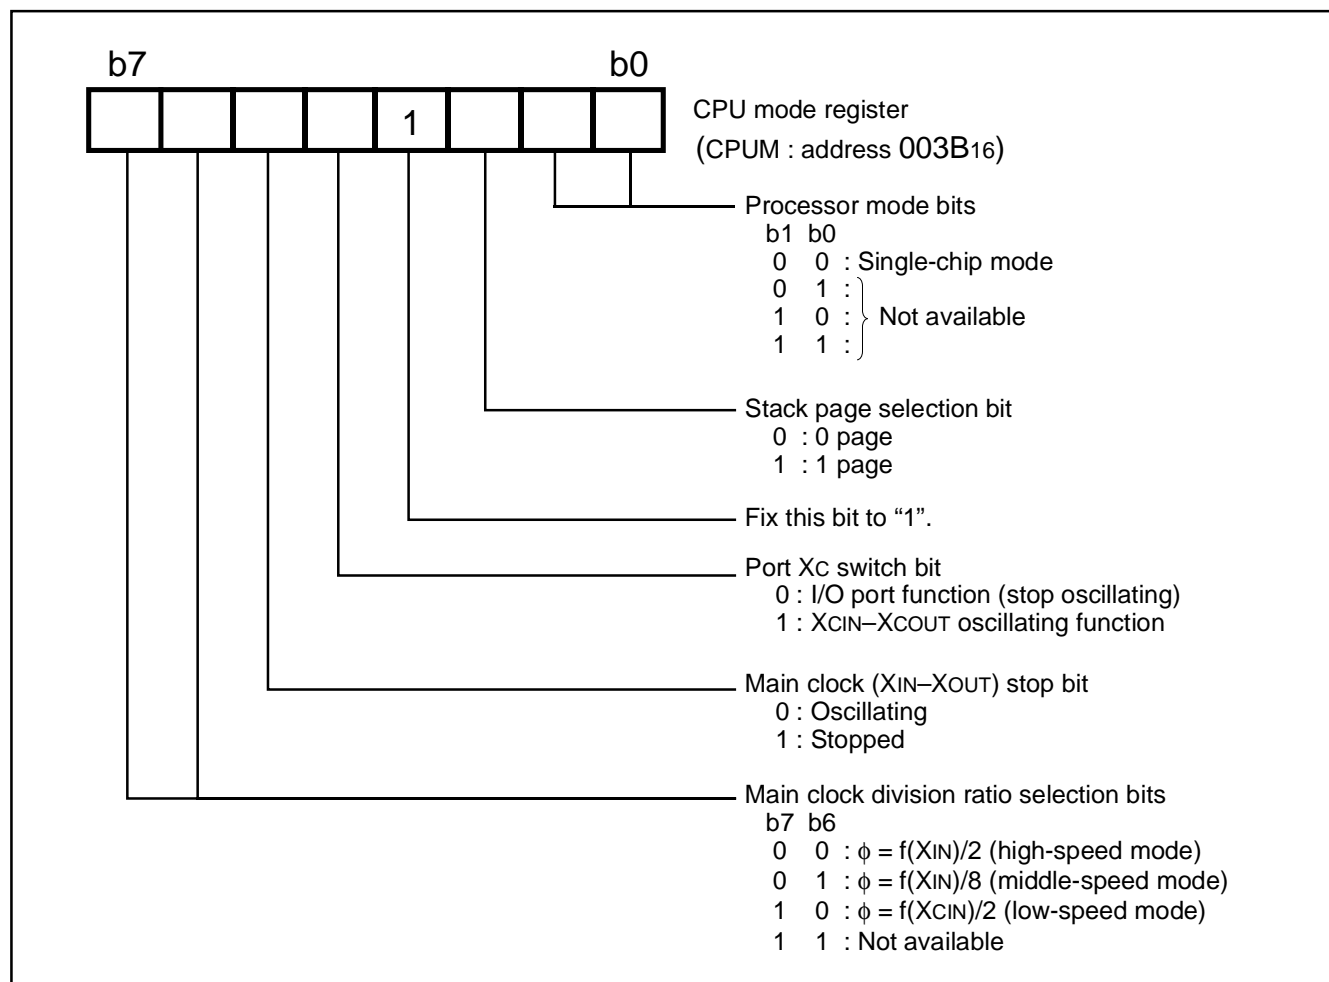 b7 b0
1
CPU mode register
(CPUM : address 003B16)
Processor mode bits
b1 b0
0 0 : Single-chip mode
0 1 :
1 0 : Not available
1 1 :
Stack page selection bit
0 : 0 page
1 : 1 page
Fix this bit to “1”.
Port XC switch bit
0 : I/O port function (stop oscillating)
1 : XCIN–XCOUT oscillating function
Main clock (XIN–XOUT) stop bit
0 : Oscillating
1 : Stopped
Main clock division ratio selection bits
b7 b6
0 0 : ϕ = f(XIN)/2 (high-speed mode)
0 1 : ϕ = f(XIN)/8 (middle-speed mode)
1 0 : ϕ = f(XCIN)/2 (low-speed mode)
1 1 : Not available